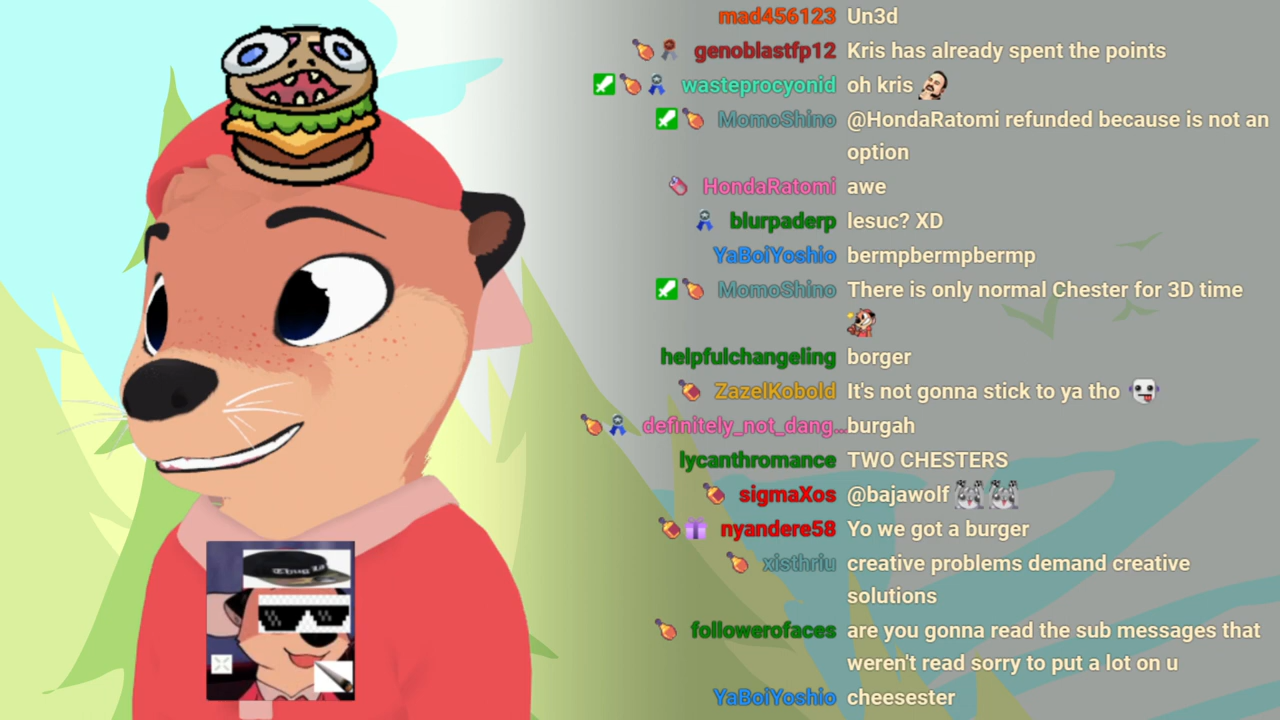 mad456123 Un3d
genoblastfp12 Kris has already spent the points
wasteprocyonid oh kris
MomoShino @HondaRatomi refunded because is not an
option
HondaRatomi awe
blurpaderp lesuc? XD
YaBoiYoshio bermpbermpbermp
MomoShino There is only normal Chester for 3D time
helpfulchangeling borger
ZazelKobold It's not gonna stick to ya tho
definitely_not_dang... burgah
lycanthromance TWO CHESTERS
sigmaXos @bajawolf
nyandere58 Yo we got a burger
xisthriu creative problems demand creative
solutions
followerofaces are you gonna read the sub messages that
weren't read sorry to put a lot on u
YaBoiYoshio cheesester